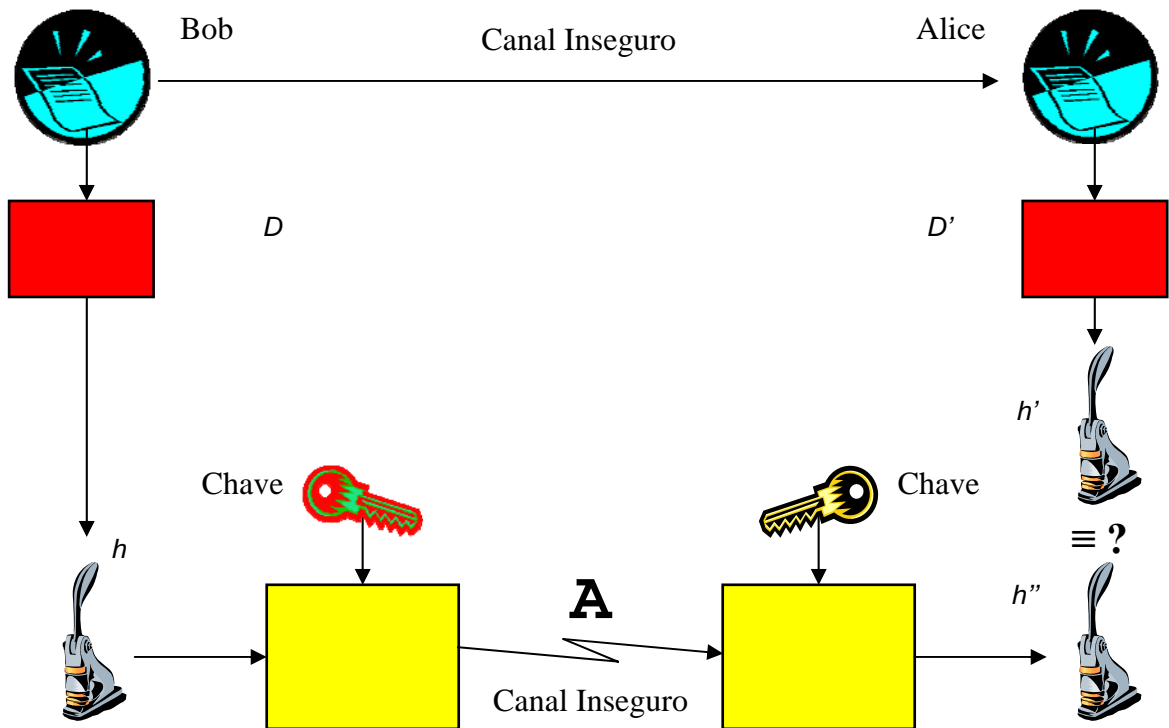 Bob
Canal Inseguro
Alice
D
D’
h’
Chave
Chave
h
≡ ?
A
h’’
Canal Inseguro